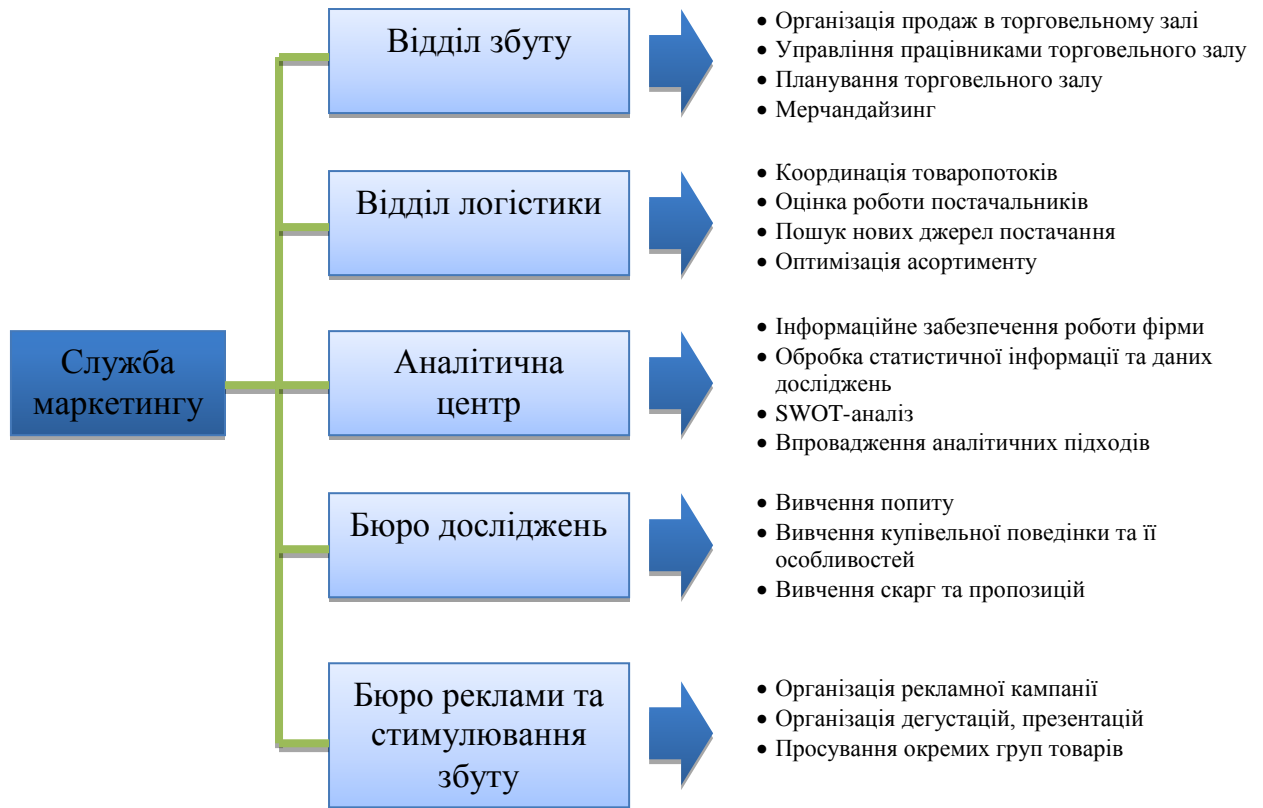 Відділ збуту
• Організація продаж в торговельному залі
• Управління працівниками торговельного залу
• Планування торговельного залу
• Мерчандайзинг
Відділ логістики
• Координація товаропотоків
• Оцінка роботи постачальників
• Пошук нових джерел постачання
• Оптимізація асортименту
Служба
маркетингу
Аналітична
центр
• Інформаційне забезпечення роботи фірми
• Обробка статистичної інформації та даних
досліджень
• SWOT-аналіз
• Впровадження аналітичних підходів
Бюро досліджень
• Вивчення попиту
• Вивчення купівельної поведінки та її
особливостей
• Вивчення скарг та пропозицій
Бюро реклами та
стимулювання
збуту
• Організація рекламної кампанії
• Організація дегустацій, презентацій
• Просування окремих груп товарів